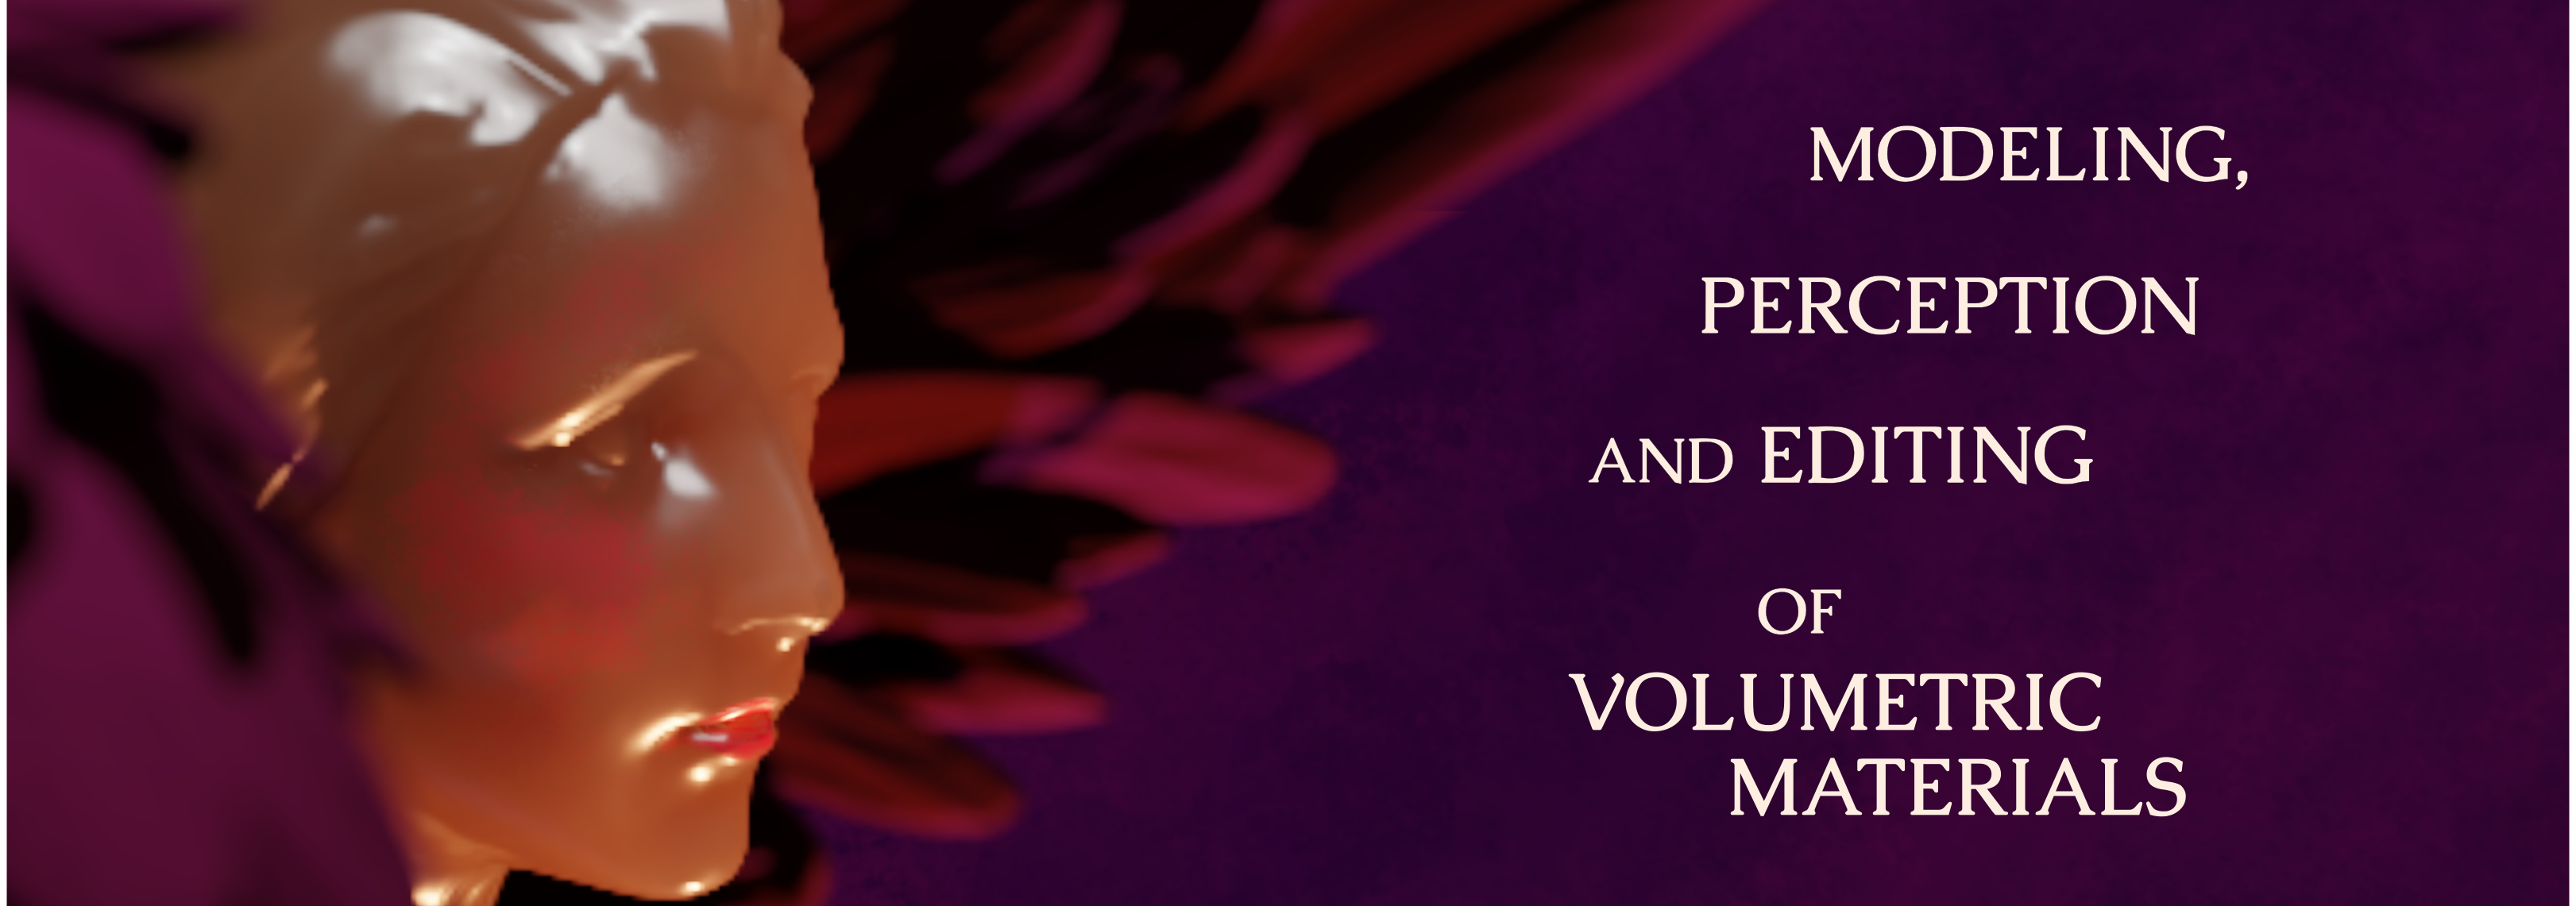 MODELING,
PERCEPTION
AND EDITING
OF
VOLUMETRIC
MATERIALS